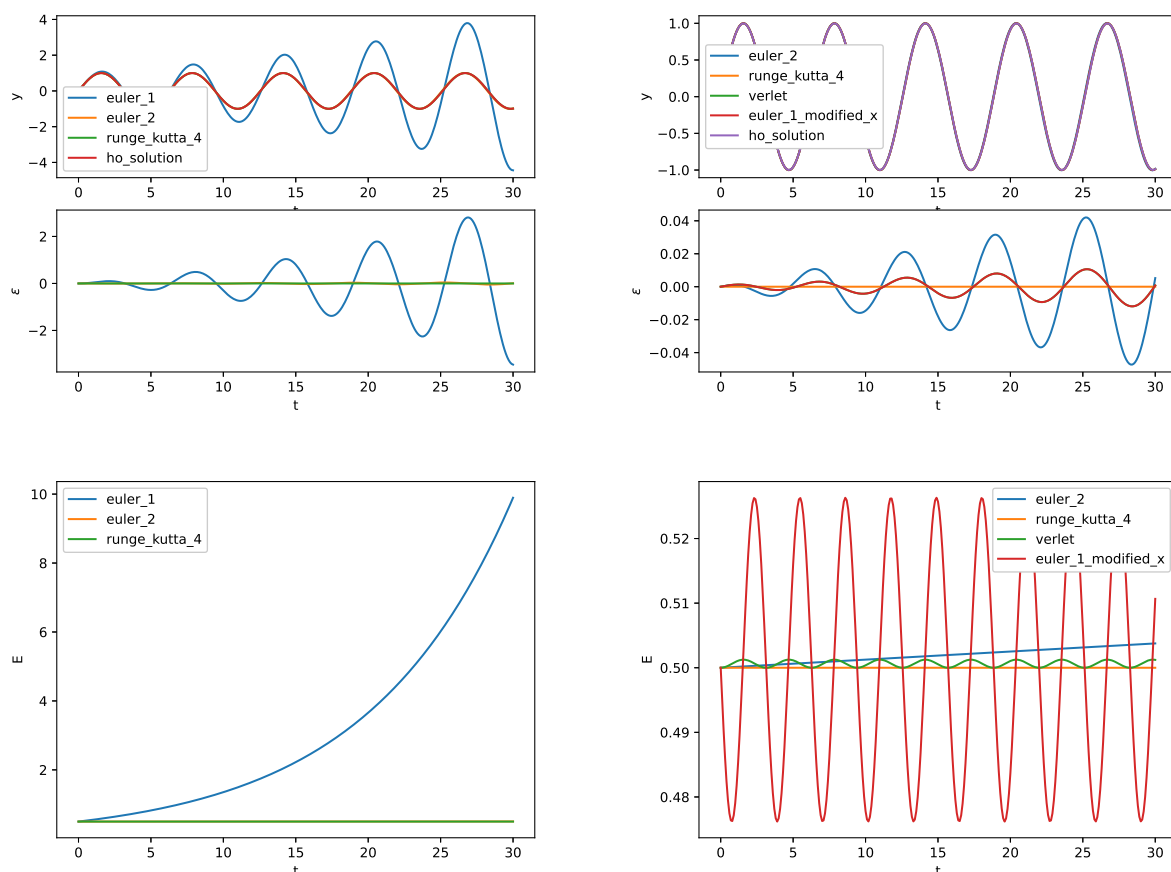 4
2
0
−2
−4
y
euler_1
euler_2
runge_kutta_4
ho_solution
0 5 10 15 20 25 30
t
2
0
−2
ε
0 5 10 15 20 25 30
t
1.0
0.5
0.0
−0.5
−1.0
y
euler_2
runge_kutta_4
verlet
euler_1_modified_x
ho_solution
0 5 10 15 20 25 30
t
0.04
0.02
0.00
−0.02
−0.04
ε
0 5 10 15 20 25 30
t
10
8
6
4
2
E
euler_1
euler_2
runge_kutta_4
0 5 10 15 20 25 30
t
0.52
0.51
0.50
0.49
0.48
E
euler_2
runge_kutta_4
verlet
euler_1_modified_x
0 5 10 15 20 25 30
t